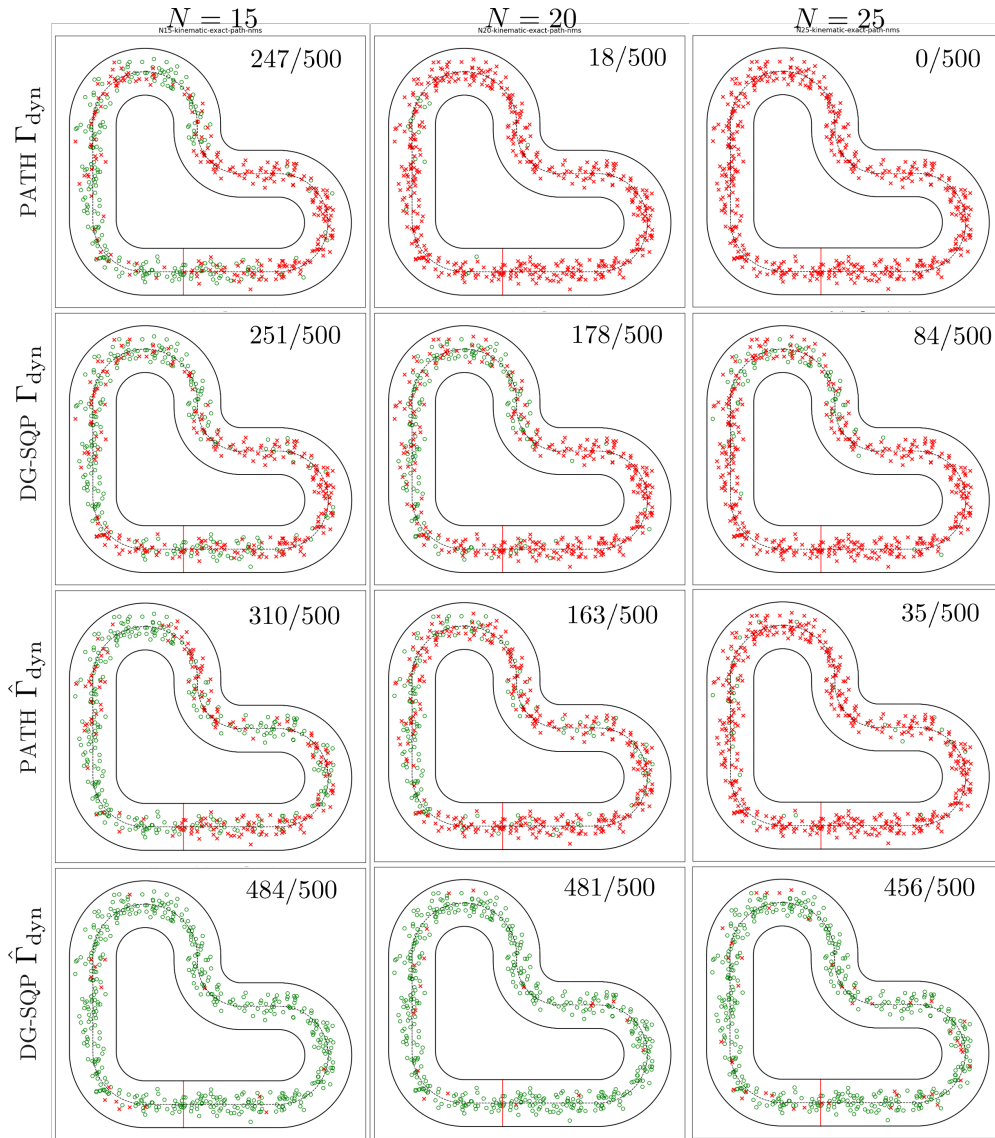 N = 15
N = 20
N = 25
N15-kinematic-exact-path-nms
N20-kinematic-exact-path-nms
N25-kinematic-exact-path-nms
PATH Γdyn
247/500
18/500
0/500
DG-SQP Γdyn
251/500
178/500
84/500
PATH Γ̂dyn
310/500
163/500
35/500
DG-SQP Γ̂dyn
484/500
481/500
456/500